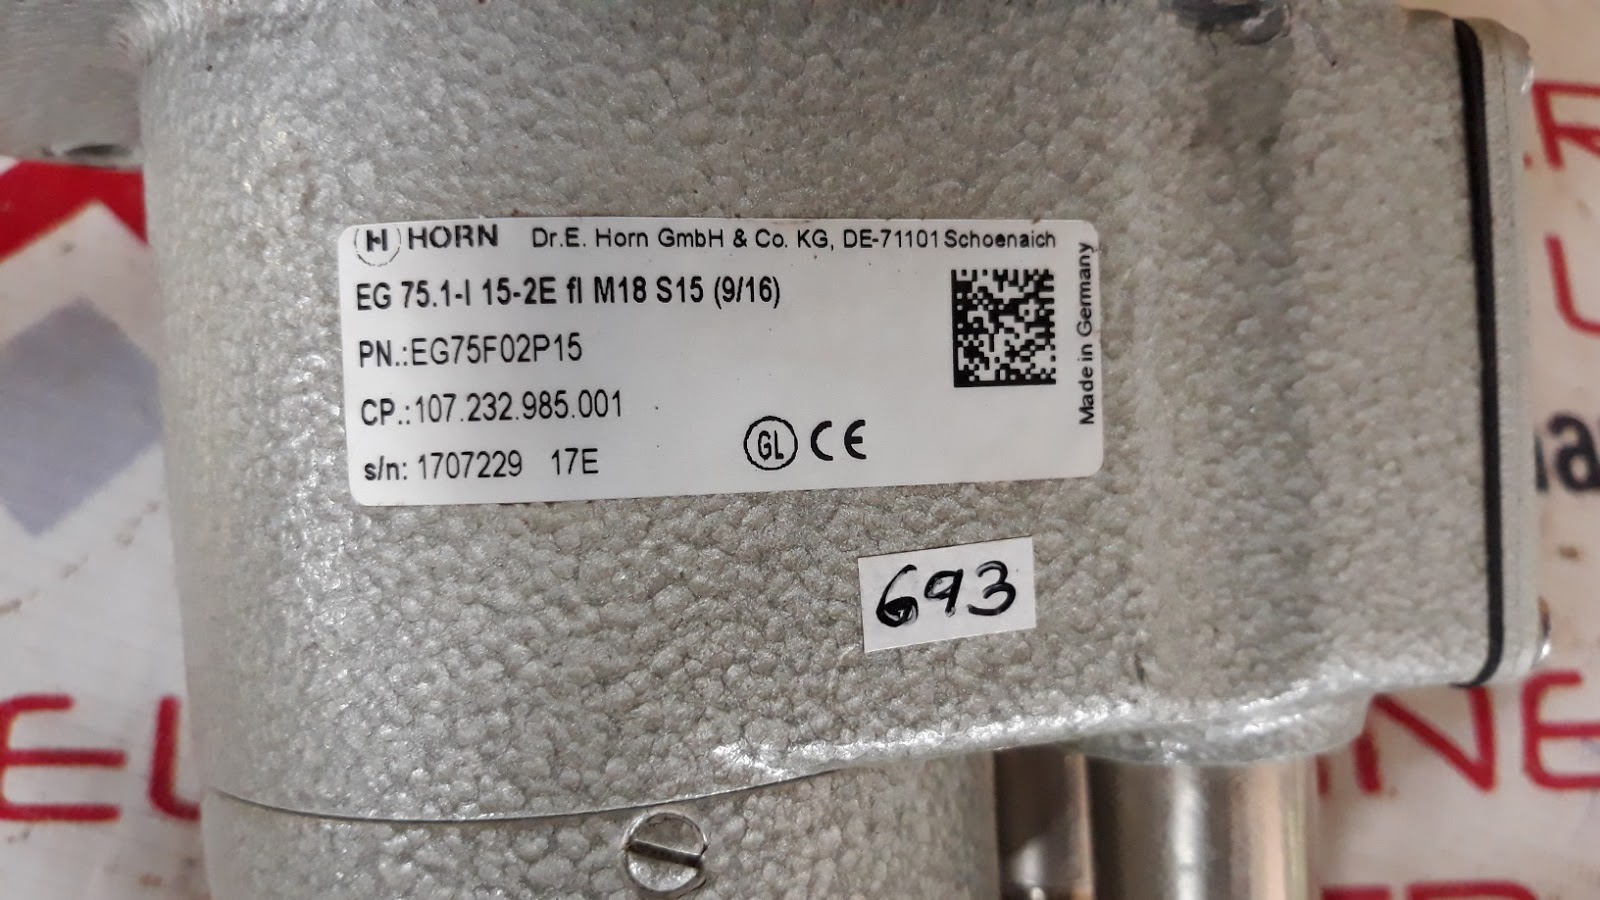 H HORN Dr.E. Horn GmbH & Co. KG, DE-71101 Schoenaich
EG 75.1-I 15-2E fl M18 S15 (9/16)
PN.:EG75F02P15
CP.:107.232.985.001
s/n: 1707229 17E
GL CE
Made in Germany
693